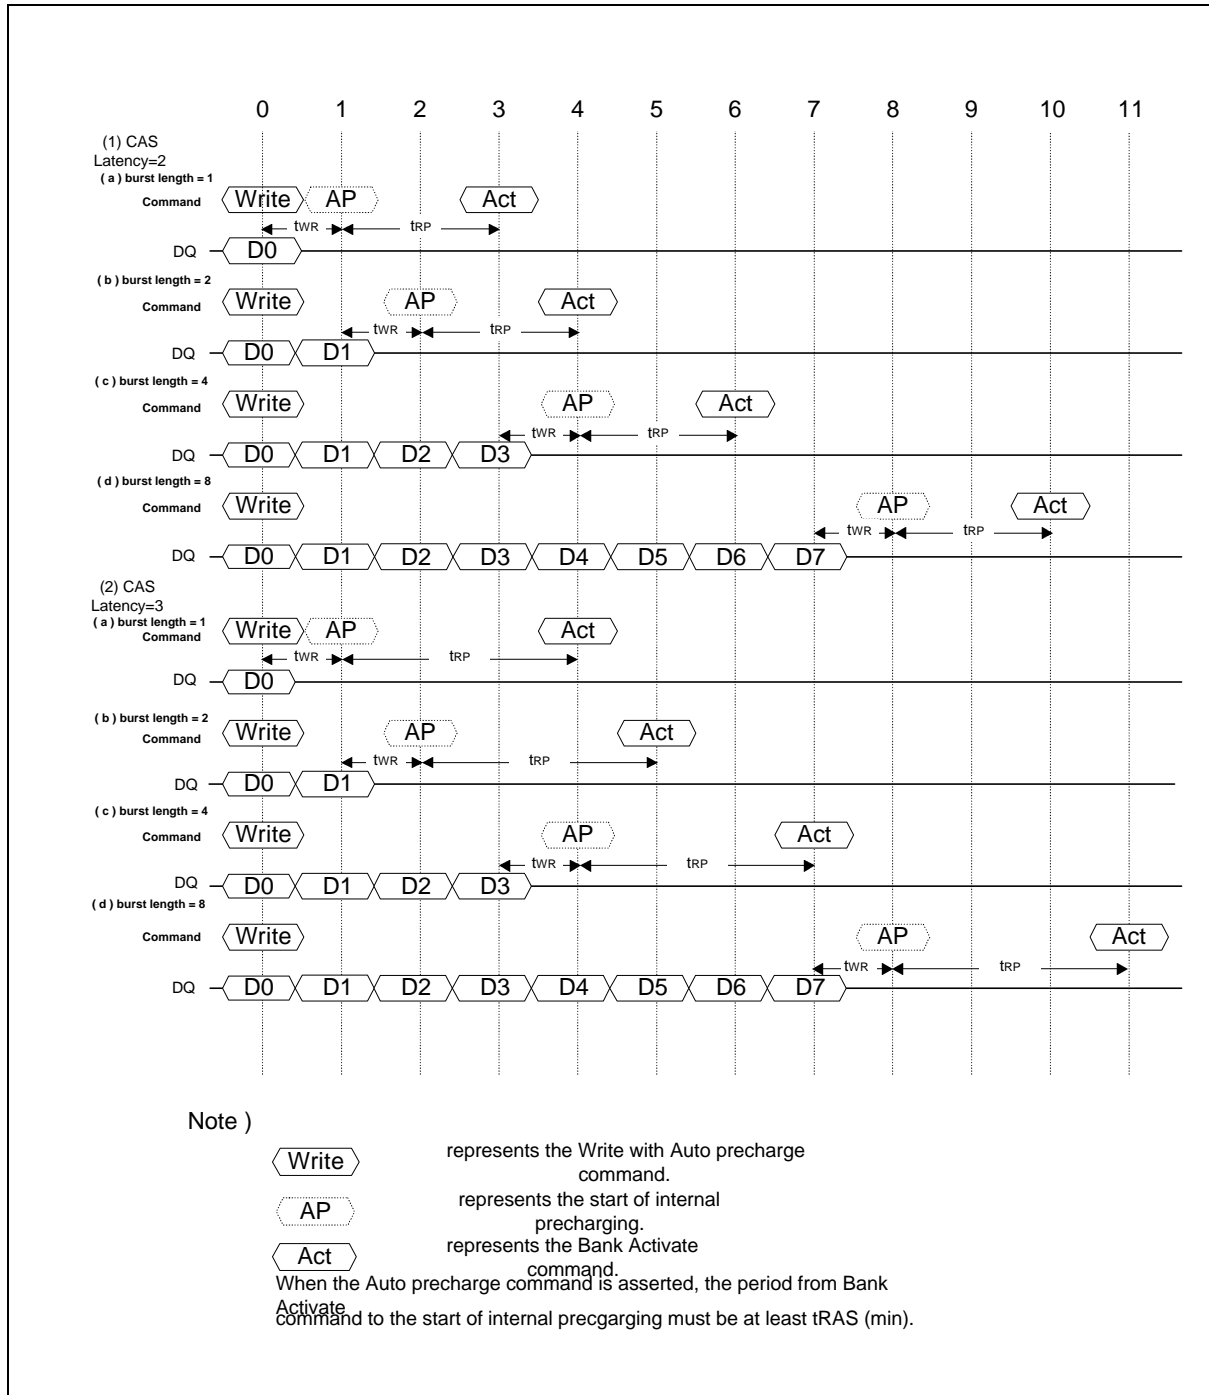 0 1 2 3 4 5 6 7 8 9 10 11
(1) CAS
Latency=2
( a ) burst length = 1
Command Write AP Act
tWR tRP
DQ D0
( b ) burst length = 2
Command Write AP Act
tWR tRP
DQ D0 D1
( c ) burst length = 4
Command Write AP Act
tWR tRP
DQ D0 D1 D2 D3
( d ) burst length = 8
Command Write AP Act
tWR tRP
DQ D0 D1 D2 D3 D4 D5 D6 D7
(2) CAS
Latency=3
( a ) burst length = 1
Command Write AP Act
tWR tRP
DQ D0
( b ) burst length = 2
Command Write AP Act
tWR tRP
DQ D0 D1
( c ) burst length = 4
Command Write AP Act
tWR tRP
DQ D0 D1 D2 D3
( d ) burst length = 8
Command Write AP Act
tWR tRP
DQ D0 D1 D2 D3 D4 D5 D6 D7
Note )
Write represents the Write with Auto precharge
command.
AP represents the start of internal
precharging.
Act represents the Bank Activate
command.
When the Auto precharge command is asserted, the period from Bank
Activate
command to the start of internal precgarging must be at least tRAS (min).